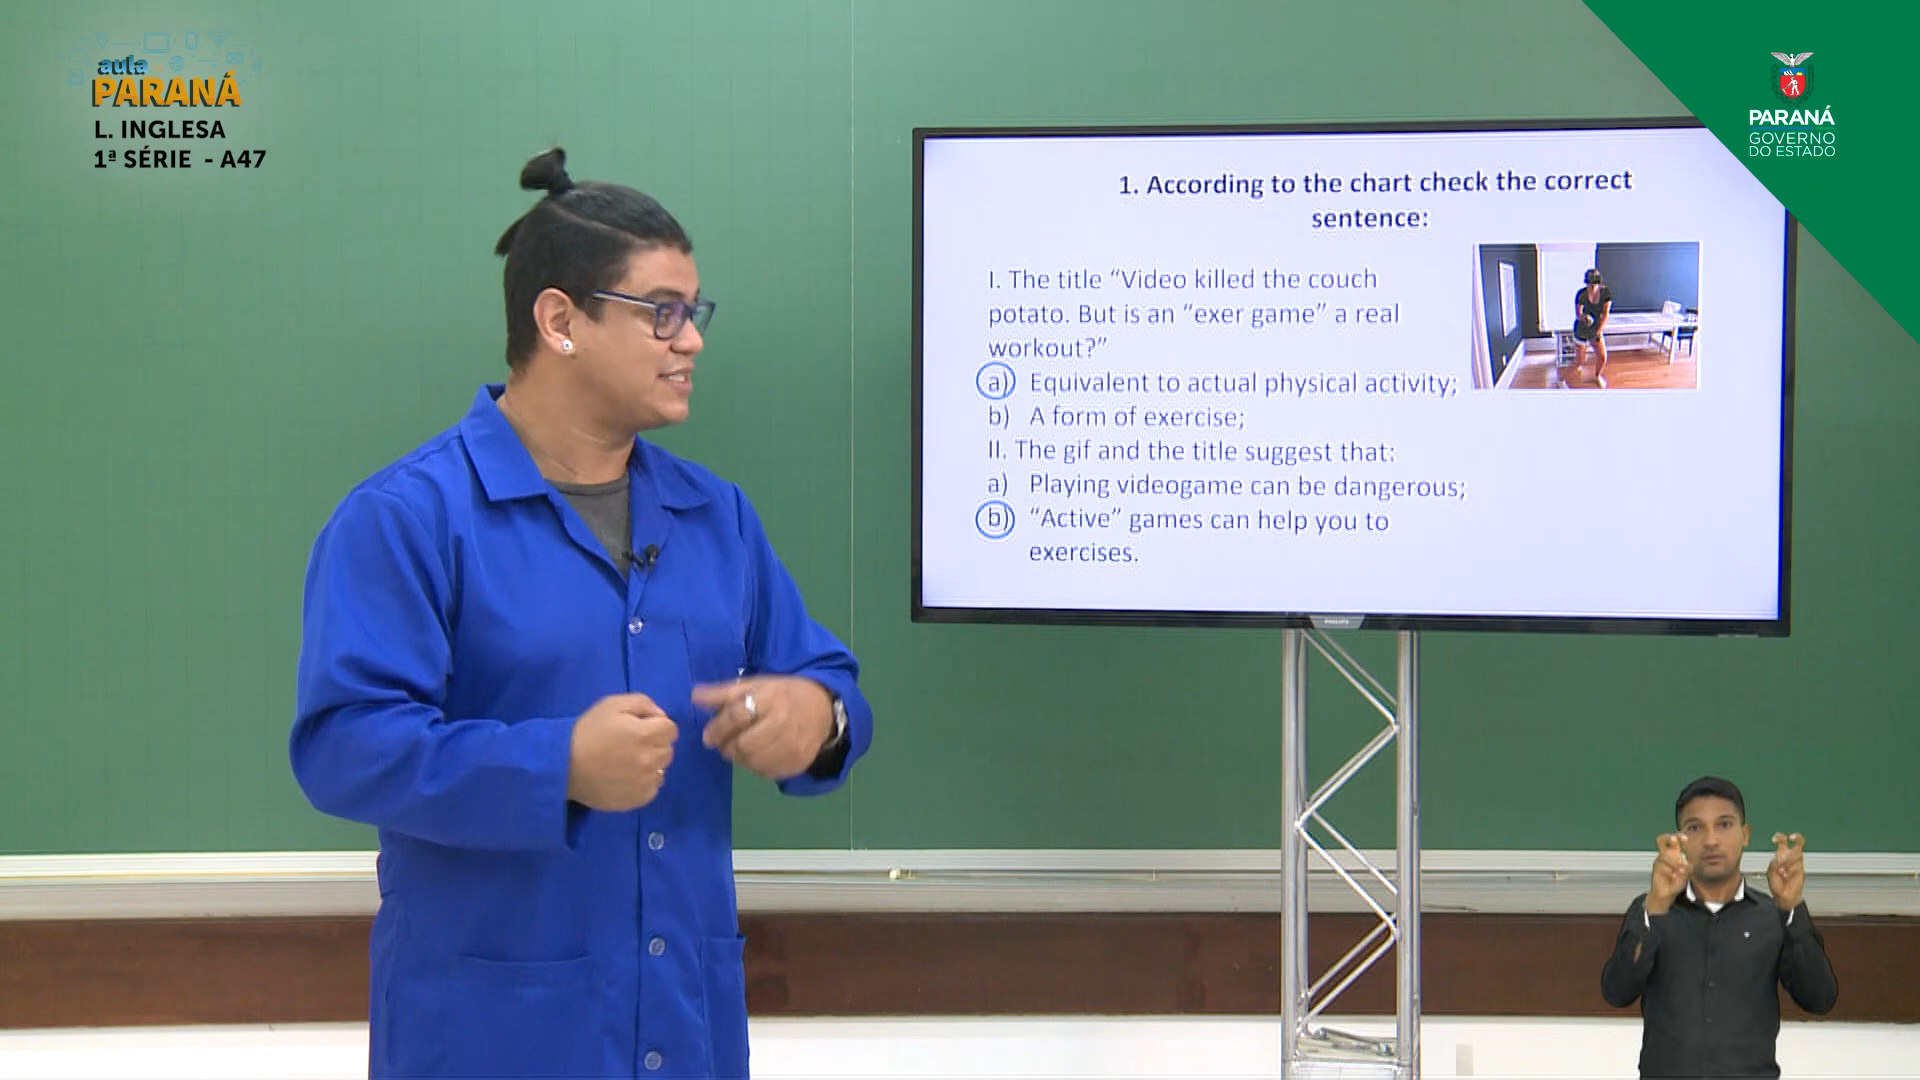 aula
PARANÁ
L. INGLESA
1ª SÉRIE - A47
PARANÁ
GOVERNO
DO ESTADO
1. According to the chart check the correct
sentence:
I. The title “Video killed the couch
potato. But is an “exer game” a real
workout?”
a) Equivalent to actual physical activity;
b) A form of exercise;
II. The gif and the title suggest that:
a) Playing videogame can be dangerous;
b) “Active” games can help you to
exercises.
PHILIPS